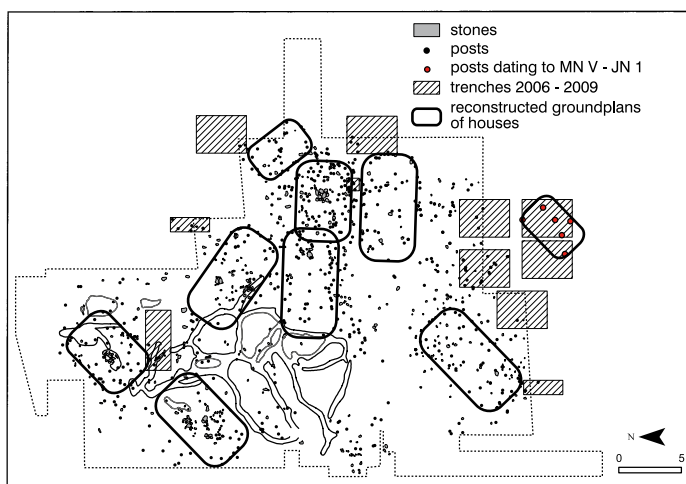 stones
posts
posts dating to MN V - JN 1
trenches 2006 - 2009
reconstructed groundplans
of houses
N
0 5